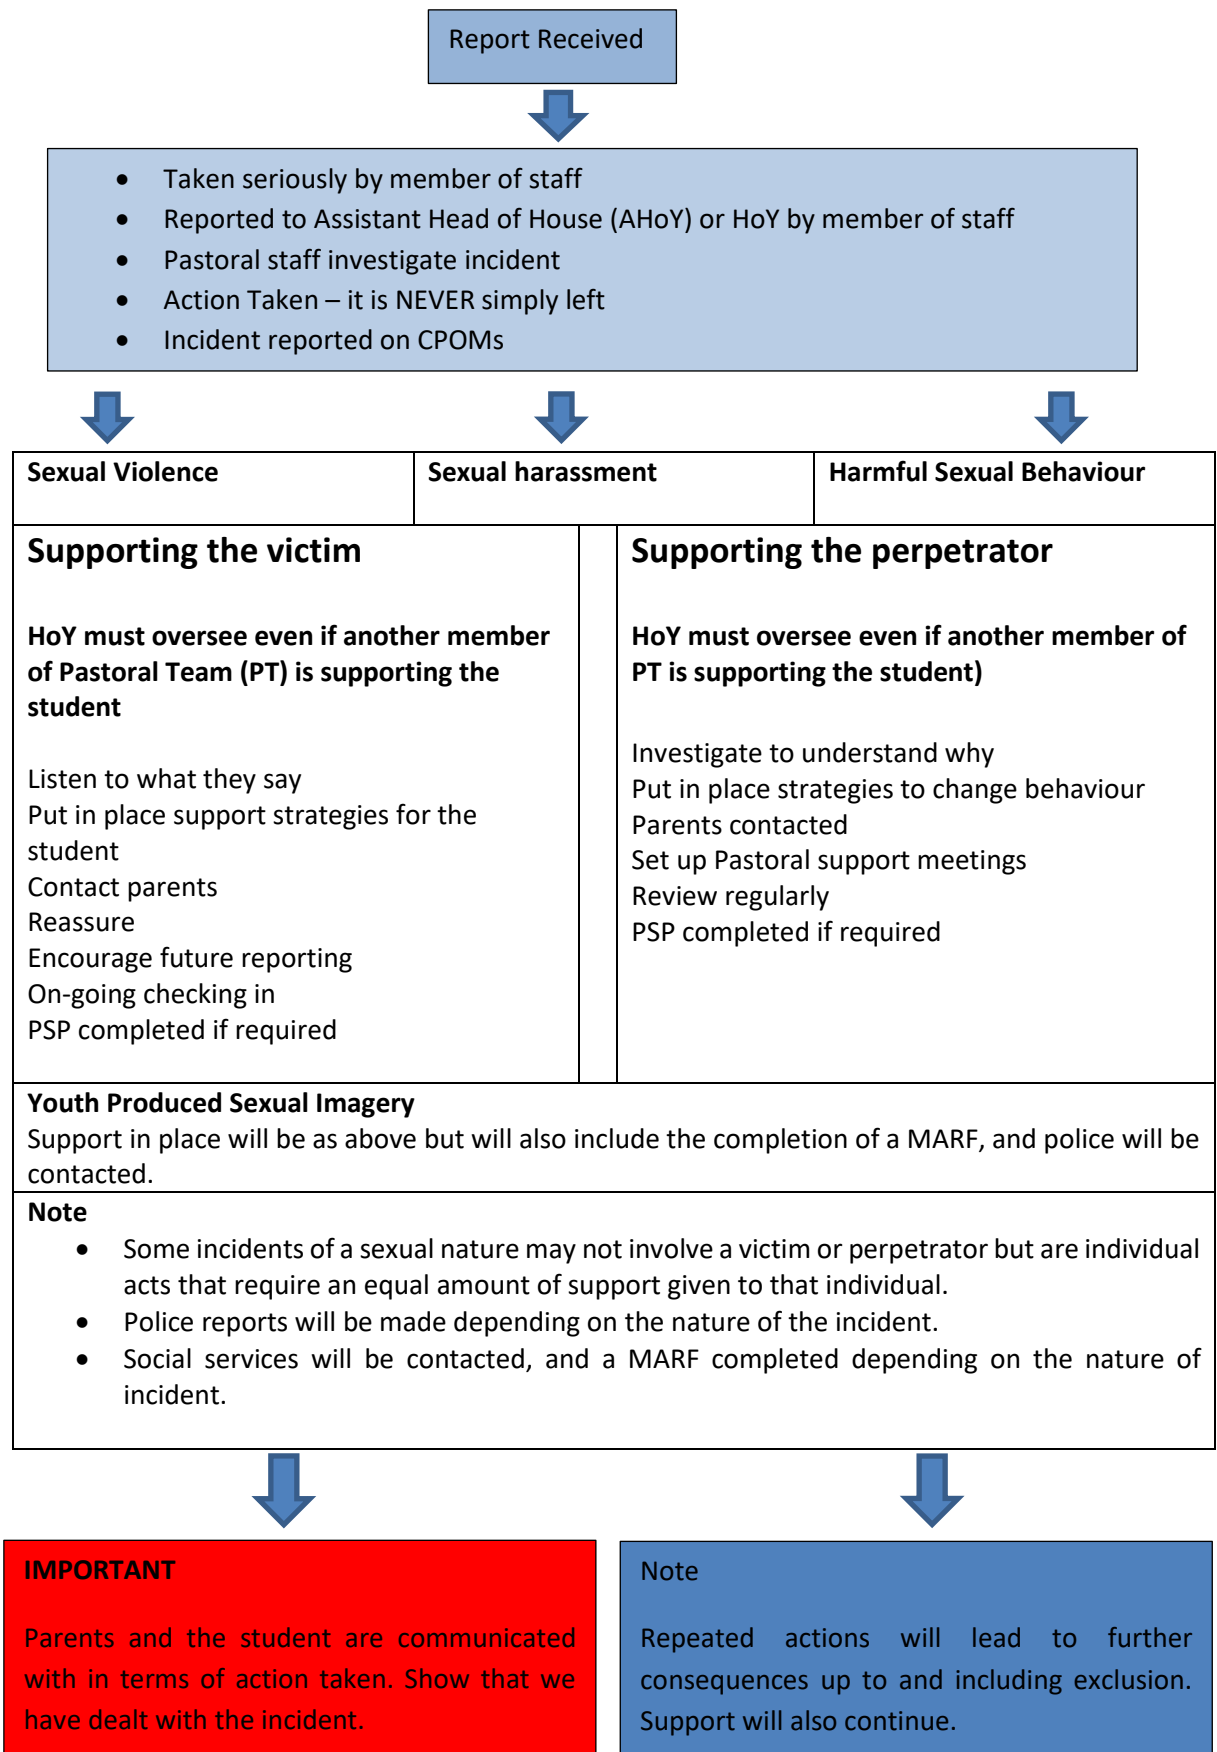 Report Received
• Taken seriously by member of staff
• Reported to Assistant Head of House (AHoY) or HoY by member of staff
• Pastoral staff investigate incident
• Action Taken – it is NEVER simply left
• Incident reported on CPOMs
Sexual Violence
Sexual harassment
Harmful Sexual Behaviour
Supporting the victim
HoY must oversee even if another member
of Pastoral Team (PT) is supporting the
student
Listen to what they say
Put in place support strategies for the
student
Contact parents
Reassure
Encourage future reporting
On-going checking in
PSP completed if required
Supporting the perpetrator
HoY must oversee even if another member of
PT is supporting the student)
Investigate to understand why
Put in place strategies to change behaviour
Parents contacted
Set up Pastoral support meetings
Review regularly
PSP completed if required
Youth Produced Sexual Imagery
Support in place will be as above but will also include the completion of a MARF, and police will be
contacted.
Note
• Some incidents of a sexual nature may not involve a victim or perpetrator but are individual
acts that require an equal amount of support given to that individual.
• Police reports will be made depending on the nature of the incident.
• Social services will be contacted, and a MARF completed depending on the nature of
incident.
IMPORTANT
Parents and the student are communicated
with in terms of action taken. Show that we
have dealt with the incident.
Note
Repeated actions will lead to further
consequences up to and including exclusion.
Support will also continue.